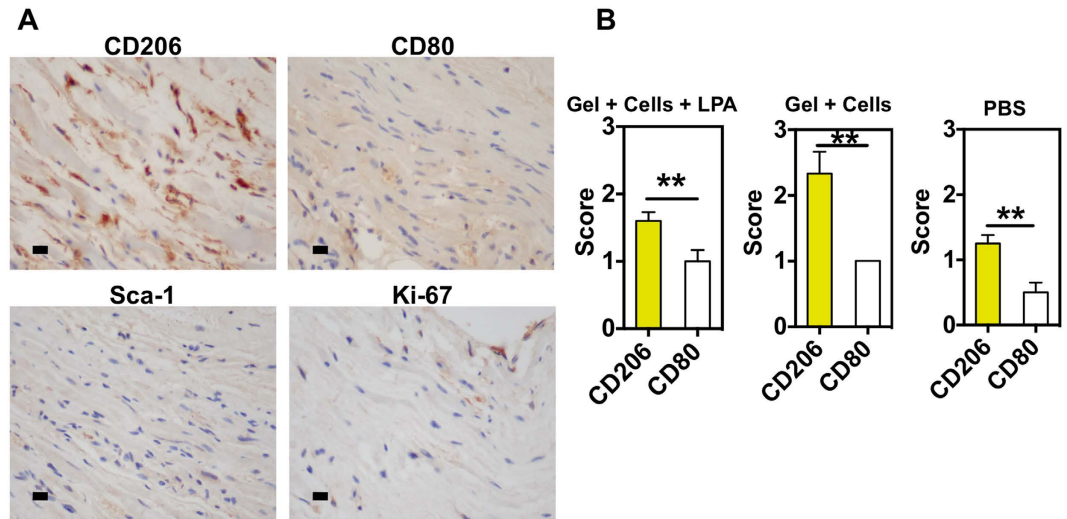 A
CD206
CD80
Sca-1
Ki-67
B
Gel + Cells + LPA
Score
3
2
1
0
**
CD206
CD80
Gel + Cells
Score
3
2
1
0
**
CD206
CD80
PBS
Score
3
2
1
0
**
CD206
CD80